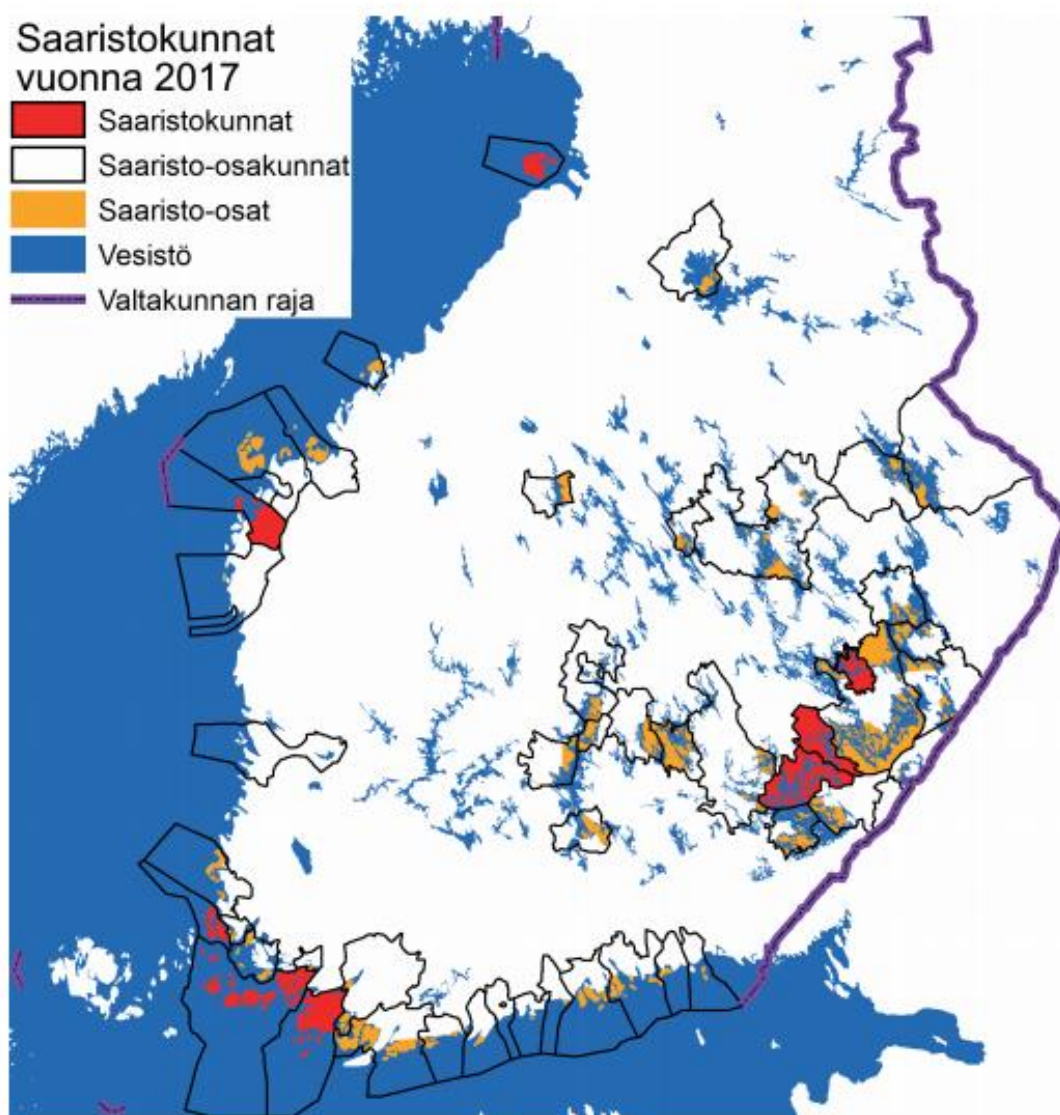 Saaristokunnat
vuonna 2017
Saaristokunnat
Saaristo-osakunnat
Saaristo-osat
Vesistö
Valtakunnan raja